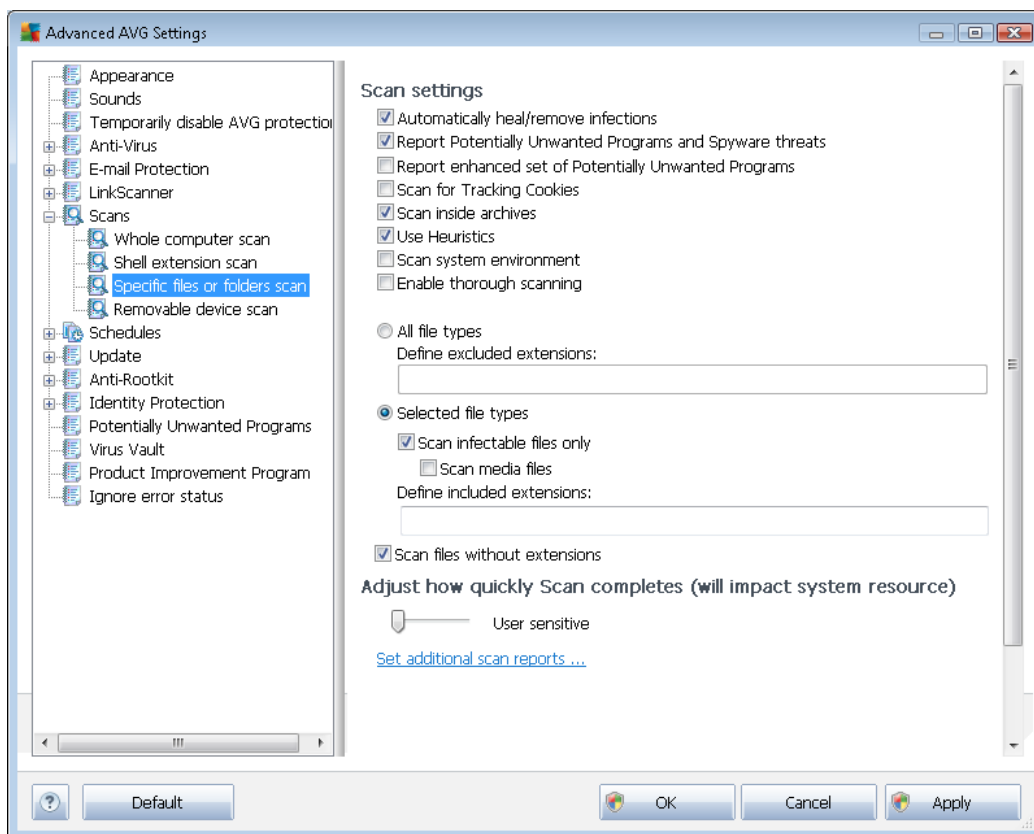 Advanced AVG Settings
Appearance
Sounds
Temporarily disable AVG protection
Anti-Virus
E-mail Protection
LinkScanner
Scans
Whole computer scan
Shell extension scan
Specific files or folders scan
Removable device scan
Schedules
Update
Anti-Rootkit
Identity Protection
Potentially Unwanted Programs
Virus Vault
Product Improvement Program
Ignore error status
Scan settings
Automatically heal/remove infections
Report Potentially Unwanted Programs and Spyware threats
Report enhanced set of Potentially Unwanted Programs
Scan for Tracking Cookies
Scan inside archives
Use Heuristics
Scan system environment
Enable thorough scanning
All file types
Define excluded extensions:
Selected file types
Scan infectable files only
Scan media files
Define included extensions:
Scan files without extensions
Adjust how quickly Scan completes (will impact system resource)
User sensitive
Set additional scan reports ...
?
Default
OK
Cancel
Apply